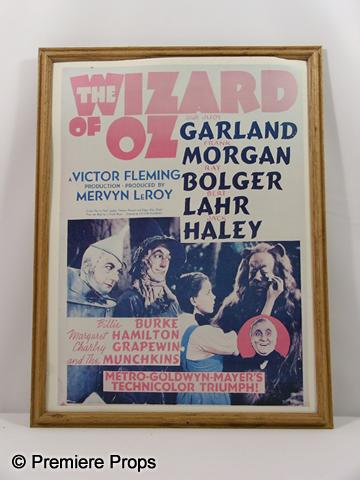 THE WIZARD
OF OZ
with JUDY
GARLAND
FRANK
MORGAN
RAY
BOLGER
BERT
LAHR
JACK
HALEY
A VICTOR FLEMING
PRODUCTION · PRODUCED BY
MERVYN LeROY
Billie BURKE
Margaret HAMILTON
Charley GRAPEWIN
and The MUNCHKINS
METRO-GOLDWYN-MAYER'S
TECHNICOLOR TRIUMPH!
© Premiere Props